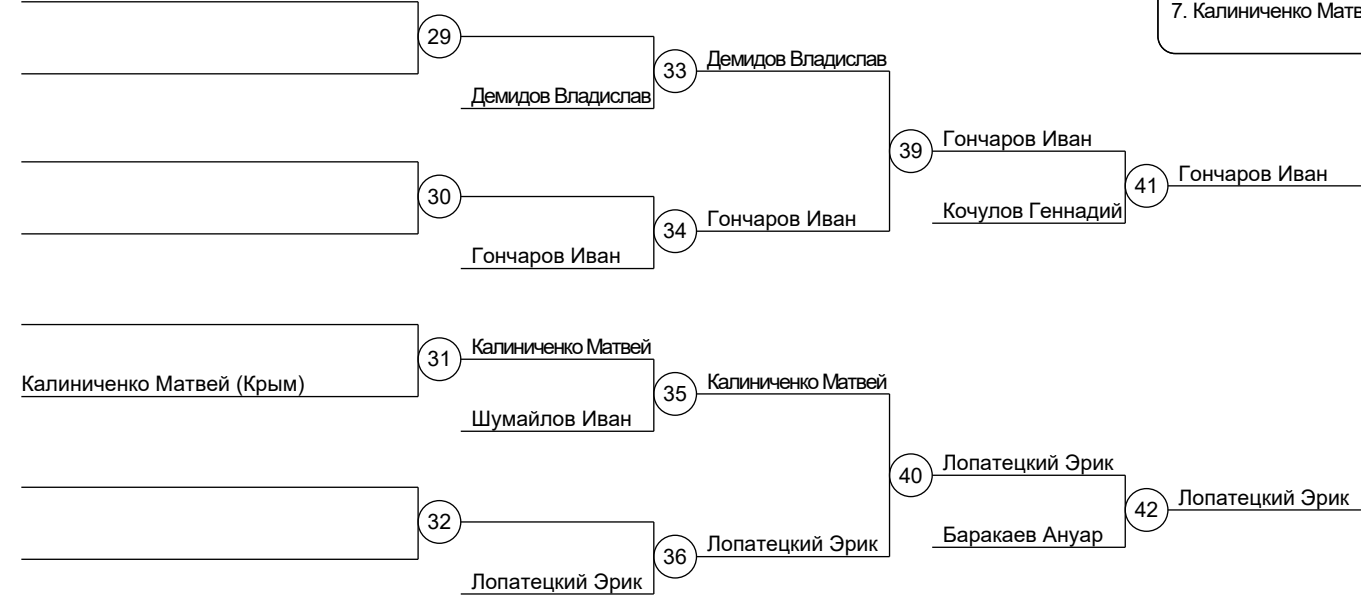 7. Калиниченко Матв
29
Демидов Владислав
33
Демидов Владислав
39
Гончаров Иван
41
Гончаров Иван
Кочулов Геннадий
30
34
Гончаров Иван
Гончаров Иван
31
Калиниченко Матвей
Калиниченко Матвей (Крым)
35
Калиниченко Матвей
Шумайлов Иван
40
Лопатецкий Эрик
42
Лопатецкий Эрик
Баракаев Ануар
32
36
Лопатецкий Эрик
Лопатецкий Эрик